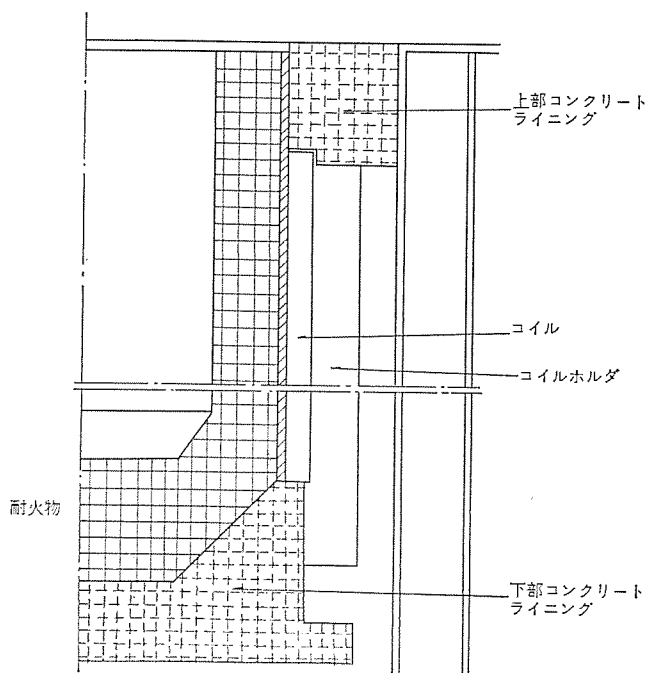 上部コンクリート
ライニング
コイル
コイルホルダ
耐火物
下部コンクリート
ライニング